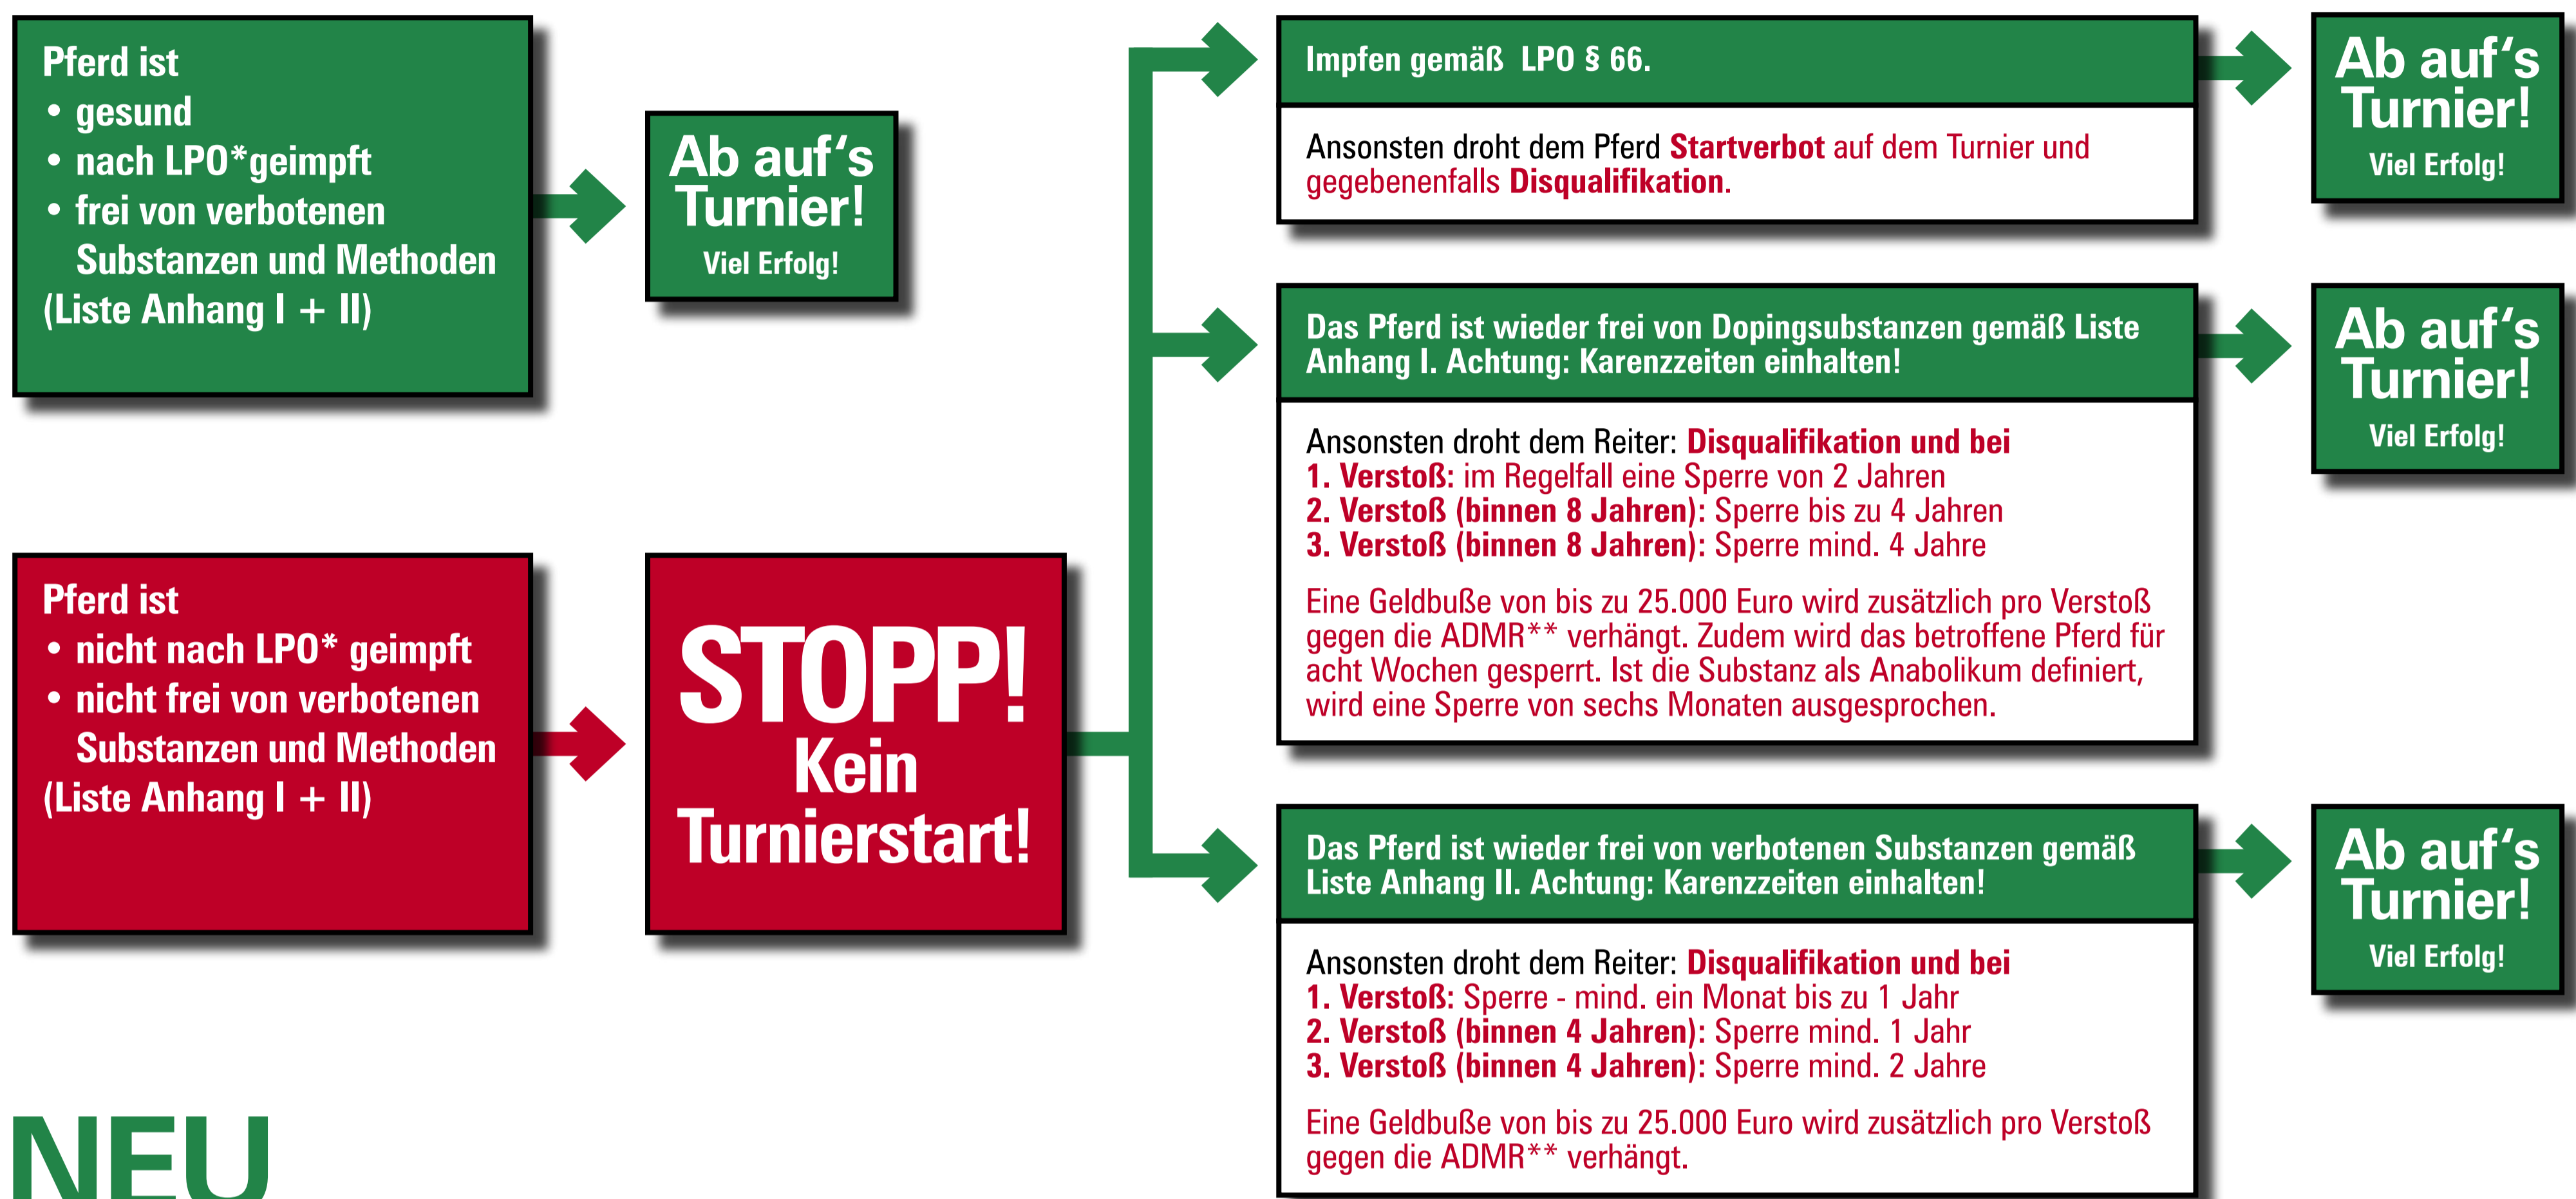 Pferd ist
• gesund
• nach LPO*geimpft
• frei von verbotenen
Substanzen und Methoden
(Liste Anhang I + II)
Ab auf‘s
Turnier!
Viel Erfolg!
Pferd ist
• nicht nach LPO* geimpft
• nicht frei von verbotenen
Substanzen und Methoden
(Liste Anhang I + II)
STOPP!
Kein
Turnierstart!
Impfen gemäß LPO § 66.
Ansonsten droht dem Pferd Startverbot auf dem Turnier und
gegebenenfalls Disqualifikation.
Ab auf‘s
Turnier!
Viel Erfolg!
Das Pferd ist wieder frei von Dopingsubstanzen gemäß Liste
Anhang I. Achtung: Karenzzeiten einhalten!
Ansonsten droht dem Reiter: Disqualifikation und bei
1. Verstoß: im Regelfall eine Sperre von 2 Jahren
2. Verstoß (binnen 8 Jahren): Sperre bis zu 4 Jahren
3. Verstoß (binnen 8 Jahren): Sperre mind. 4 Jahre
Eine Geldbuße von bis zu 25.000 Euro wird zusätzlich pro Verstoß
gegen die ADMR** verhängt. Zudem wird das betroffene Pferd für
acht Wochen gesperrt. Ist die Substanz als Anabolikum definiert,
wird eine Sperre von sechs Monaten ausgesprochen.
Ab auf‘s
Turnier!
Viel Erfolg!
Das Pferd ist wieder frei von verbotenen Substanzen gemäß
Liste Anhang II. Achtung: Karenzzeiten einhalten!
Ansonsten droht dem Reiter: Disqualifikation und bei
1. Verstoß: Sperre - mind. ein Monat bis zu 1 Jahr
2. Verstoß (binnen 4 Jahren): Sperre mind. 1 Jahr
3. Verstoß (binnen 4 Jahren): Sperre mind. 2 Jahre
Eine Geldbuße von bis zu 25.000 Euro wird zusätzlich pro Verstoß
gegen die ADMR** verhängt.
Ab auf‘s
Turnier!
Viel Erfolg!
NEU